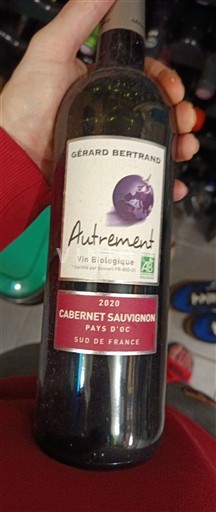 GÉRARD BERTRAND
Autrement
Vin Biologique
AB
2020
CABERNET SAUVIGNON
PAYS D'OC
SUD DE FRANCE